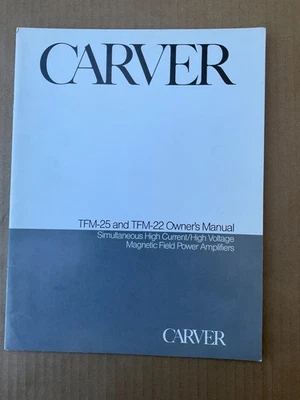 CARVER
TFM-25 and TFM-22 Owner's Manual
Simultaneous High Current/High Voltage
Magnetic Field Power Amplifiers
CARVER